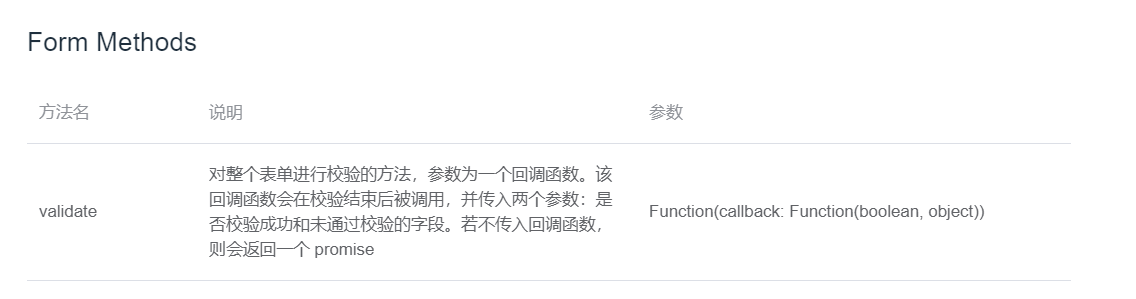 Form Methods
方法名 说明 参数
对整个表单进行校验的方法，参数为一个回调函数。该
回调函数会在校验结束后被调用，并传入两个参数：是
否校验成功和未通过校验的字段。若不传入回调函数，
则会返回一个 promise
validate
Function(callback: Function(boolean, object))